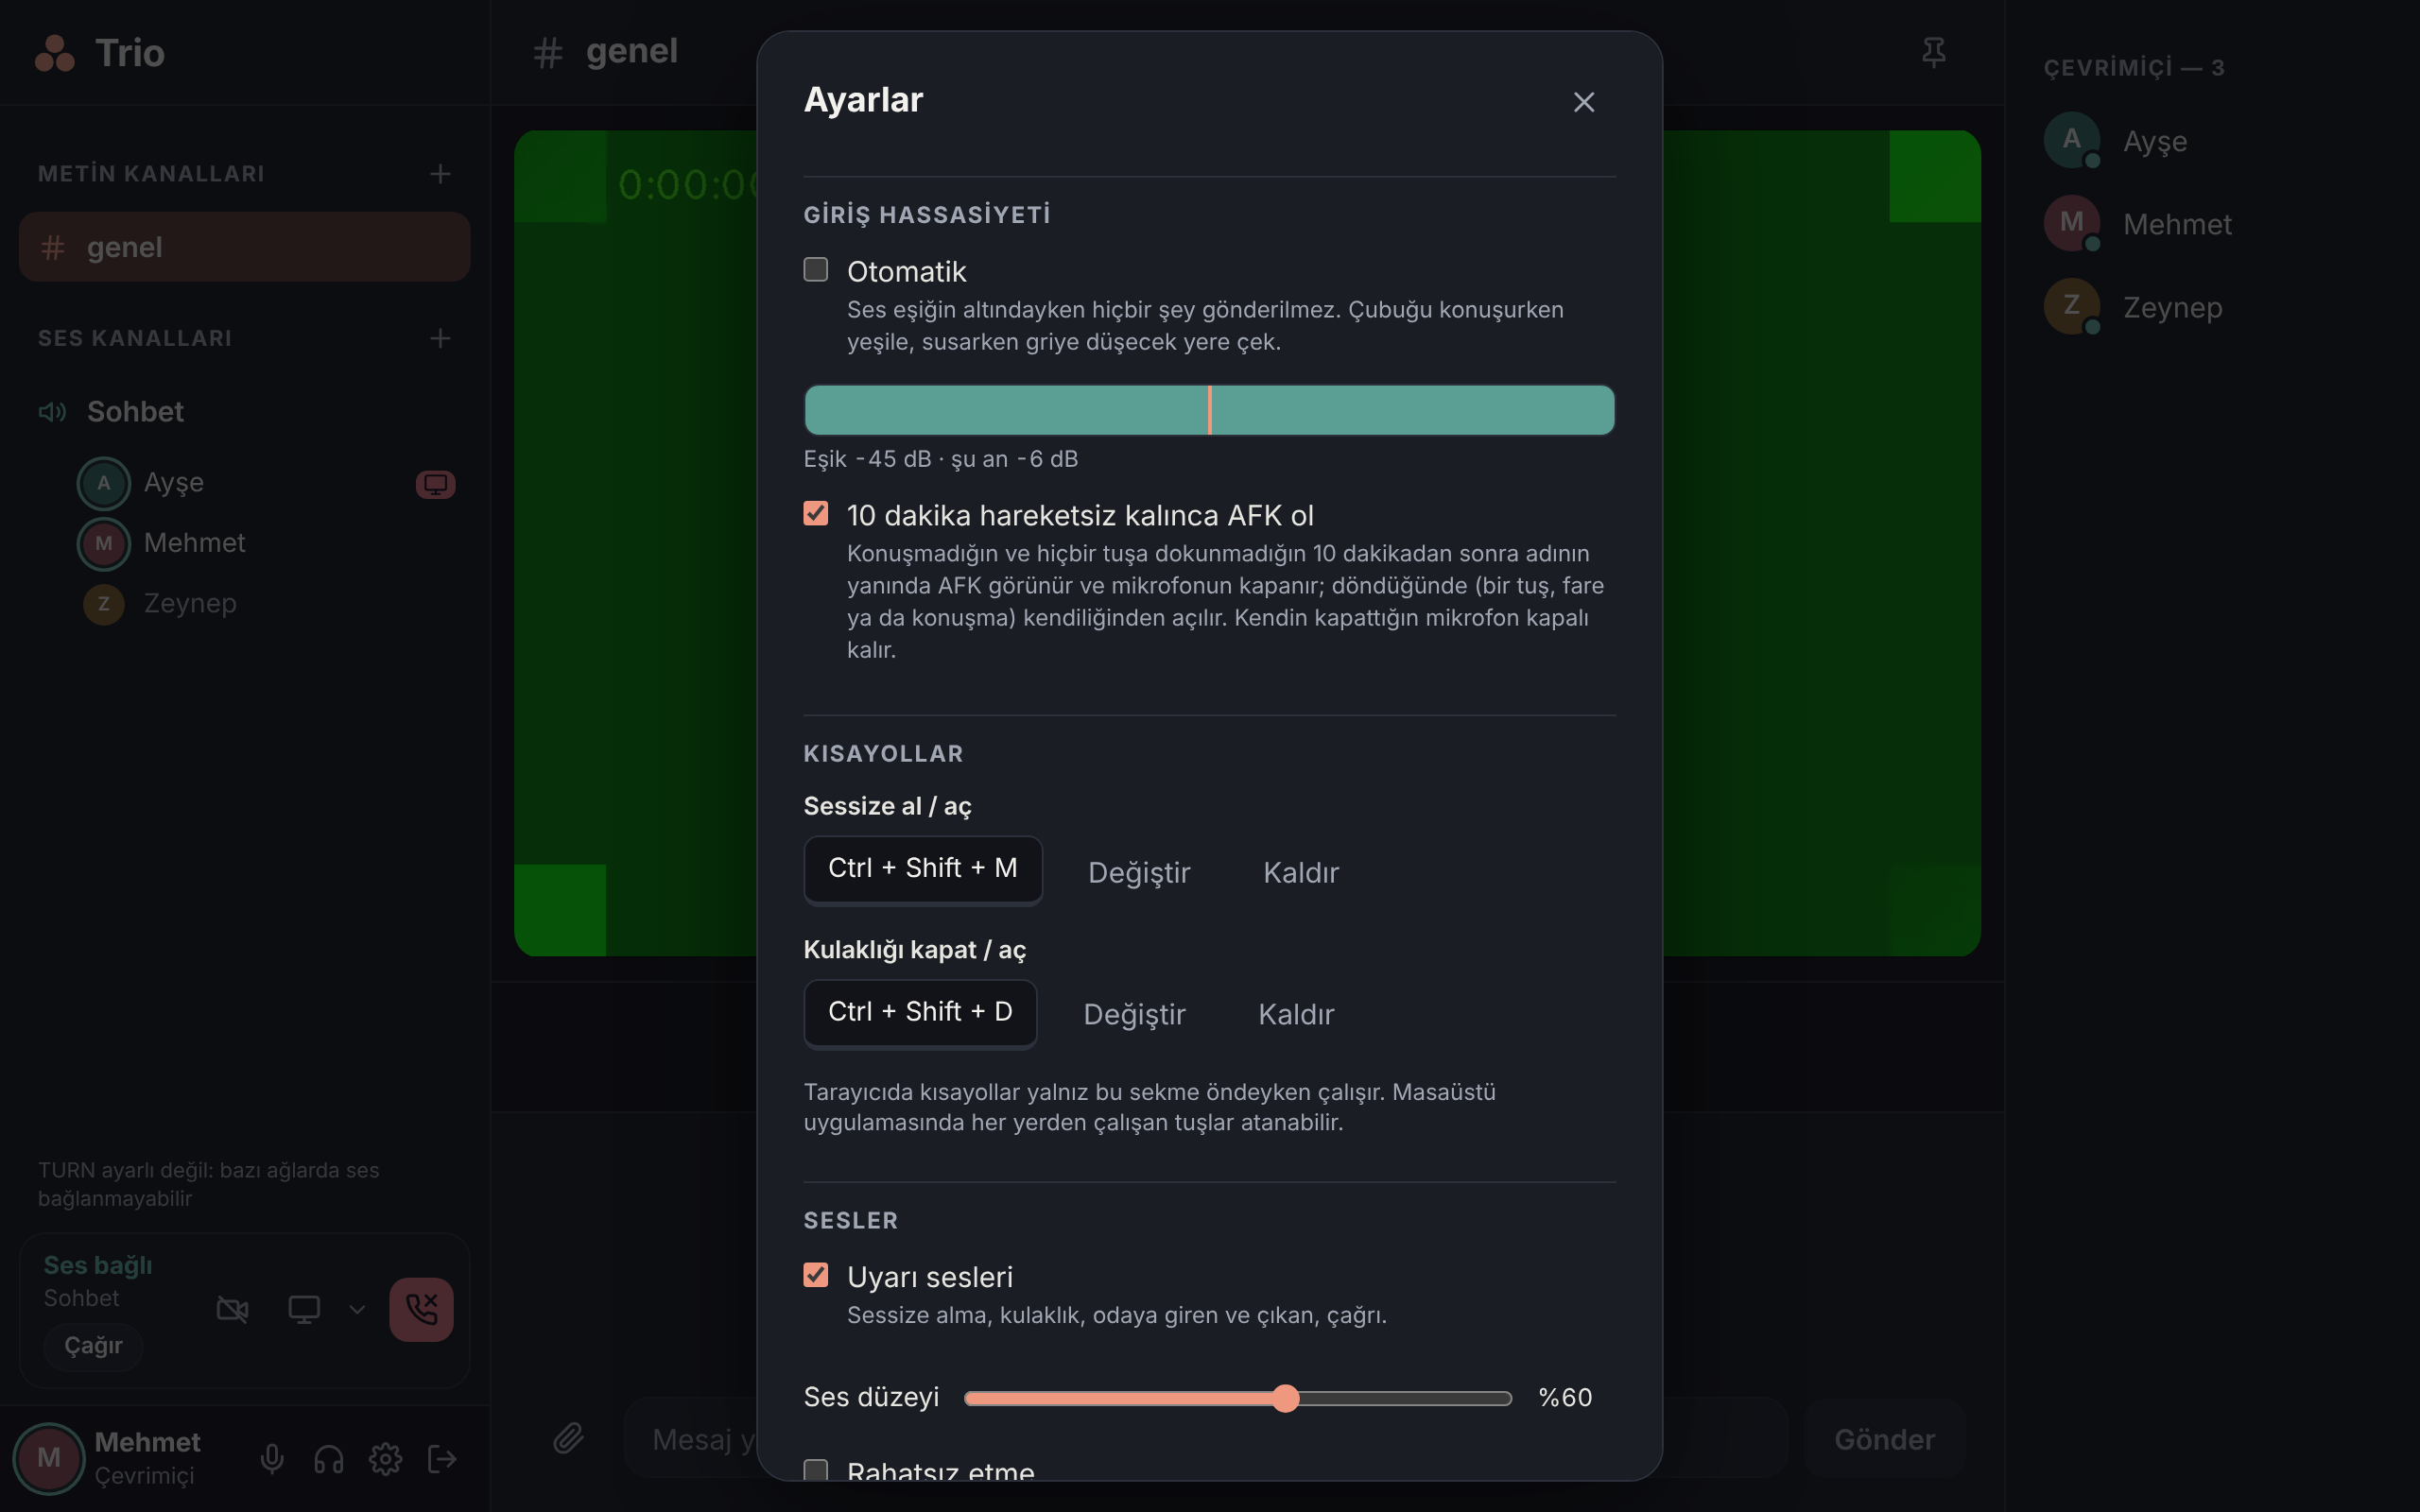 Trio
METİN KANALLARI
# genel
SES KANALLARI
Sohbet
A Ayşe
M Mehmet
Z Zeynep
TURN ayarlı değil: bazı ağlarda ses
bağlanmayabilir
Ses bağlı
Sohbet
Çağır
M Mehmet
Çevrimiçi
# genel
Mesaj y
Gönder
Ayarlar
GİRİŞ HASSASİYETİ
Otomatik
Ses eşiğin altındayken hiçbir şey gönderilmez. Çubuğu konuşurken
yeşile, susarken griye düşecek yere çek.
Eşik -45 dB · şu an -6 dB
10 dakika hareketsiz kalınca AFK ol
Konuşmadığın ve hiçbir tuşa dokunmadığın 10 dakikadan sonra adının
yanında AFK görünür ve mikrofonun kapanır; döndüğünde (bir tuş, fare
ya da konuşma) kendiliğinden açılır. Kendin kapattığın mikrofon kapalı
kalır.
KISAYOLLAR
Sessize al / aç
Ctrl + Shift + M Değiştir Kaldır
Kulaklığı kapat / aç
Ctrl + Shift + D Değiştir Kaldır
Tarayıcıda kısayollar yalnız bu sekme öndeyken çalışır. Masaüstü
uygulamasında her yerden çalışan tuşlar atanabilir.
SESLER
Uyarı sesleri
Sessize alma, kulaklık, odaya giren ve çıkan, çağrı.
Ses düzeyi %60
Rahatsız etme
ÇEVRİMİÇİ — 3
A Ayşe
M Mehmet
Z Zeynep